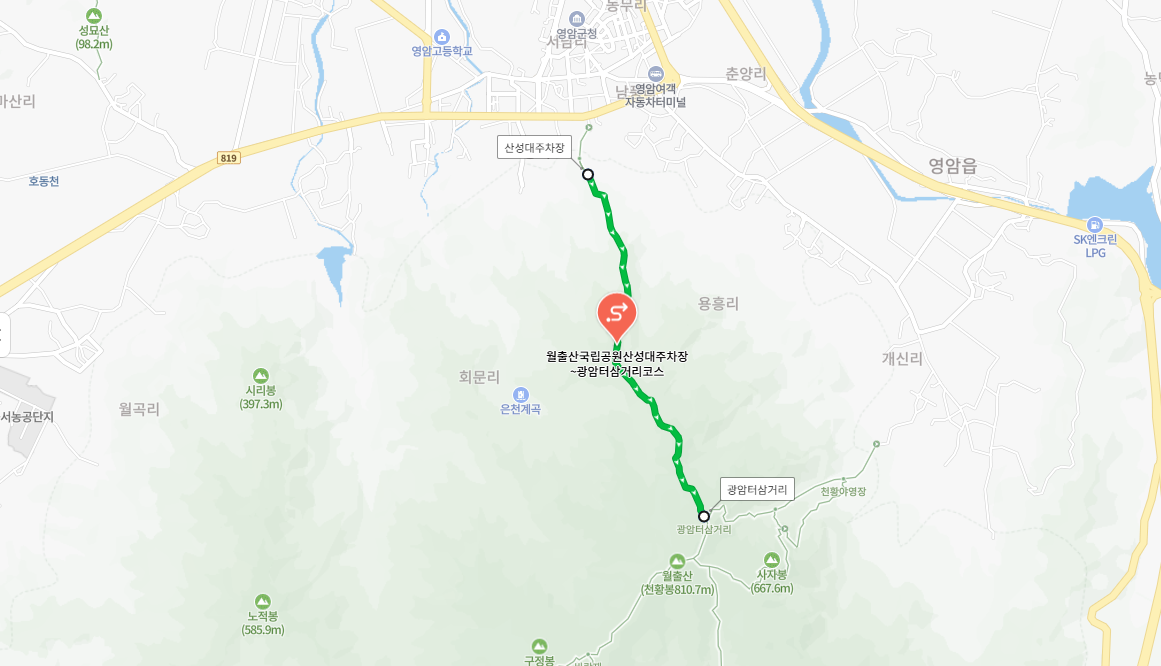 농무리
성묘산
(98.2m)
영암군청
서남리
영암고등학교
춘양리
영암여객
자동차터미널
마산리
산성대주차장
819
영암읍
호동천
SK엔크린
LPG
용흥리
월출산국립공원산성대주차장
~광암터삼거리코스
개신리
회문리
시리봉
(397.3m)
은천계곡
월곡리
서농공단지
광암터삼거리
천황야영장
광암터삼거리
월출산
(천황봉810.7m)
사자봉
(667.6m)
노적봉
(585.9m)
구정봉